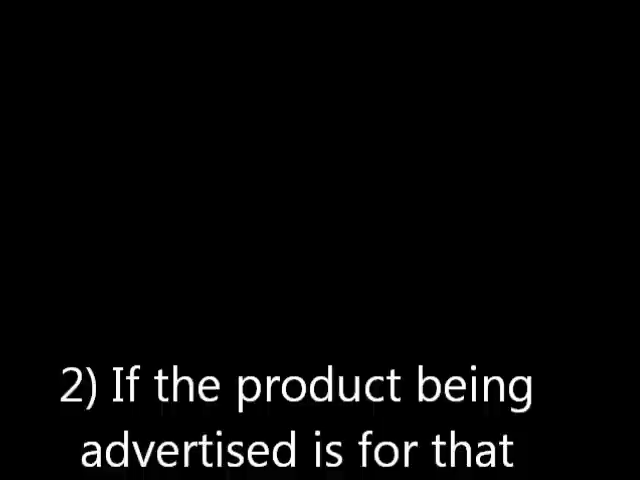 2) If the product being
advertised is for that